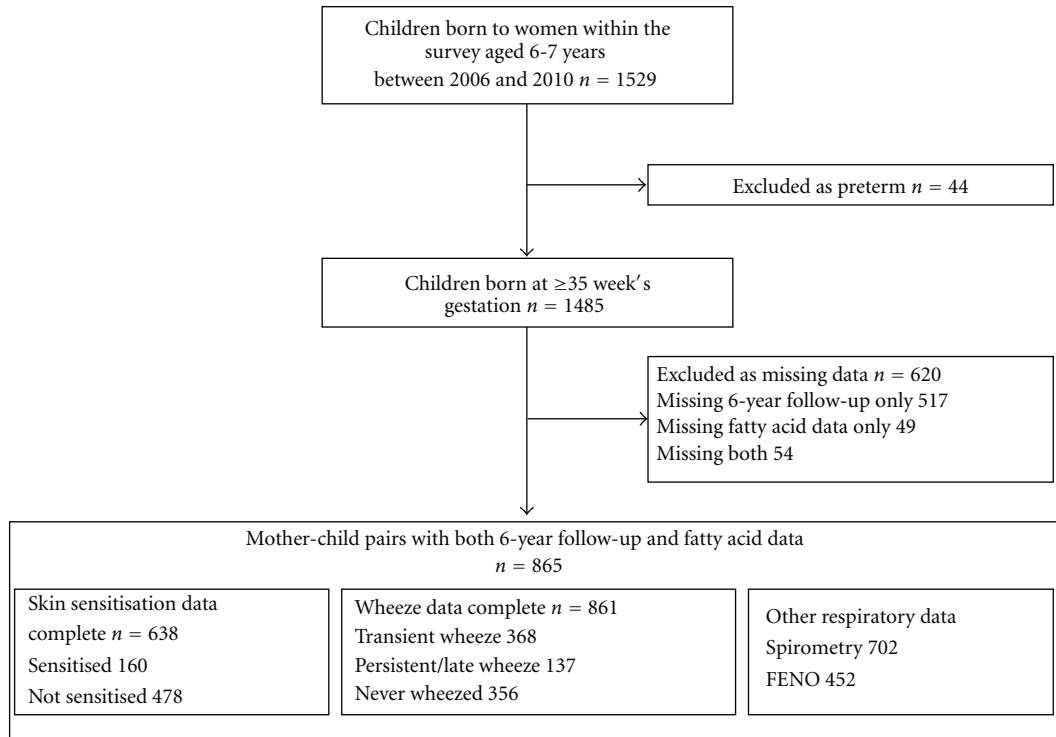 Children born to women within the
survey aged 6-7 years
between 2006 and 2010 n = 1529
Excluded as preterm n = 44
Children born at ≥35 week′s
gestation n = 1485
Excluded as missing data n = 620
Missing 6-year follow-up only 517
Missing fatty acid data only 49
Missing both 54
Mother-child pairs with both 6-year follow-up and fatty acid data
n = 865
Skin sensitisation data
complete n = 638
Sensitised 160
Not sensitised 478
Wheeze data complete n = 861
Transient wheeze 368
Persistent/late wheeze 137
Never wheezed 356
Other respiratory data
Spirometry 702
FENO 452